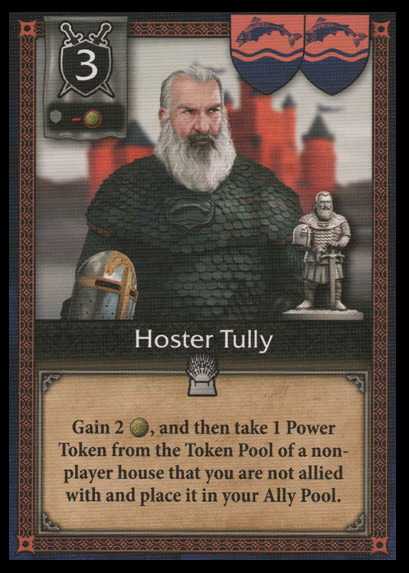 3
Hoster Tully
Gain 2 , and then take 1 Power
Token from the Token Pool of a non-
player house that you are not allied
with and place it in your Ally Pool.